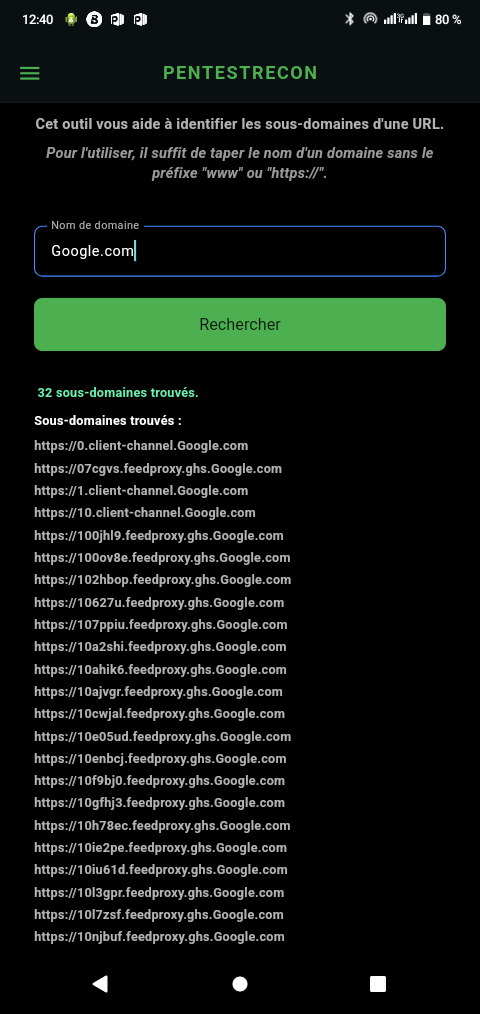 12:40
80 %
PENTESTRECON
Cet outil vous aide à identifier les sous-domaines d'une URL.
Pour l'utiliser, il suffit de taper le nom d'un domaine sans le
préfixe "www" ou "https://".
Nom de domaine
Google.com
Rechercher
32 sous-domaines trouvés.
Sous-domaines trouvés :
https://0.client-channel.Google.com
https://07cgvs.feedproxy.ghs.Google.com
https://1.client-channel.Google.com
https://10.client-channel.Google.com
https://100jhl9.feedproxy.ghs.Google.com
https://100ov8e.feedproxy.ghs.Google.com
https://102hbop.feedproxy.ghs.Google.com
https://10627u.feedproxy.ghs.Google.com
https://107ppiu.feedproxy.ghs.Google.com
https://10a2shi.feedproxy.ghs.Google.com
https://10ahik6.feedproxy.ghs.Google.com
https://10ajvgr.feedproxy.ghs.Google.com
https://10cwjal.feedproxy.ghs.Google.com
https://10e05ud.feedproxy.ghs.Google.com
https://10enbcj.feedproxy.ghs.Google.com
https://10f9bj0.feedproxy.ghs.Google.com
https://10gfhj3.feedproxy.ghs.Google.com
https://10h78ec.feedproxy.ghs.Google.com
https://10ie2pe.feedproxy.ghs.Google.com
https://10iu61d.feedproxy.ghs.Google.com
https://10l3gpr.feedproxy.ghs.Google.com
https://10l7zsf.feedproxy.ghs.Google.com
https://10njbuf.feedproxy.ghs.Google.com